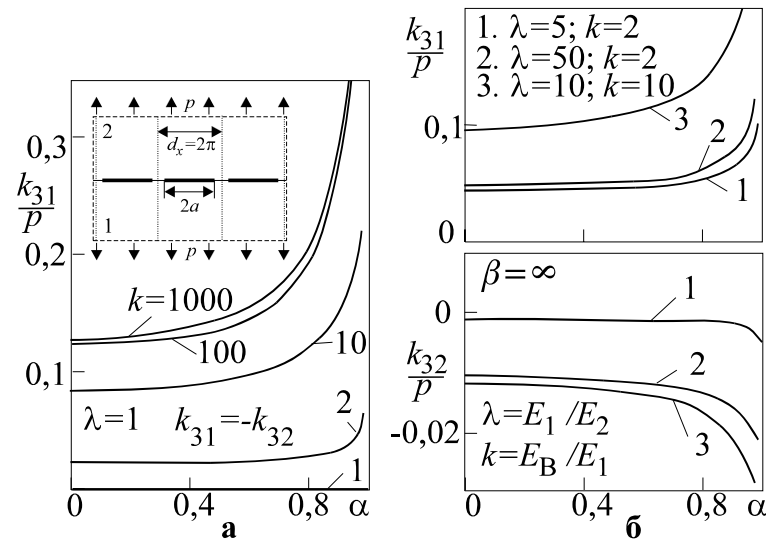 k₃₁/p
0,3
0,2
0,1
p
2
dₓ=2π
2a
1
p
k=1000
100
10
2
1
λ=1 k₃₁=-k₃₂
0 0,4 0,8 α
а
k₃₁/p
1. λ=5; k=2
2. λ=50; k=2
3. λ=10; k=10
0,1
3
2
1
0
β=∞
1
0
k₃₂/p
2
3
-0,02
λ=E₁/E₂
k=E_B/E₁
0 0,4 0,8 α
б